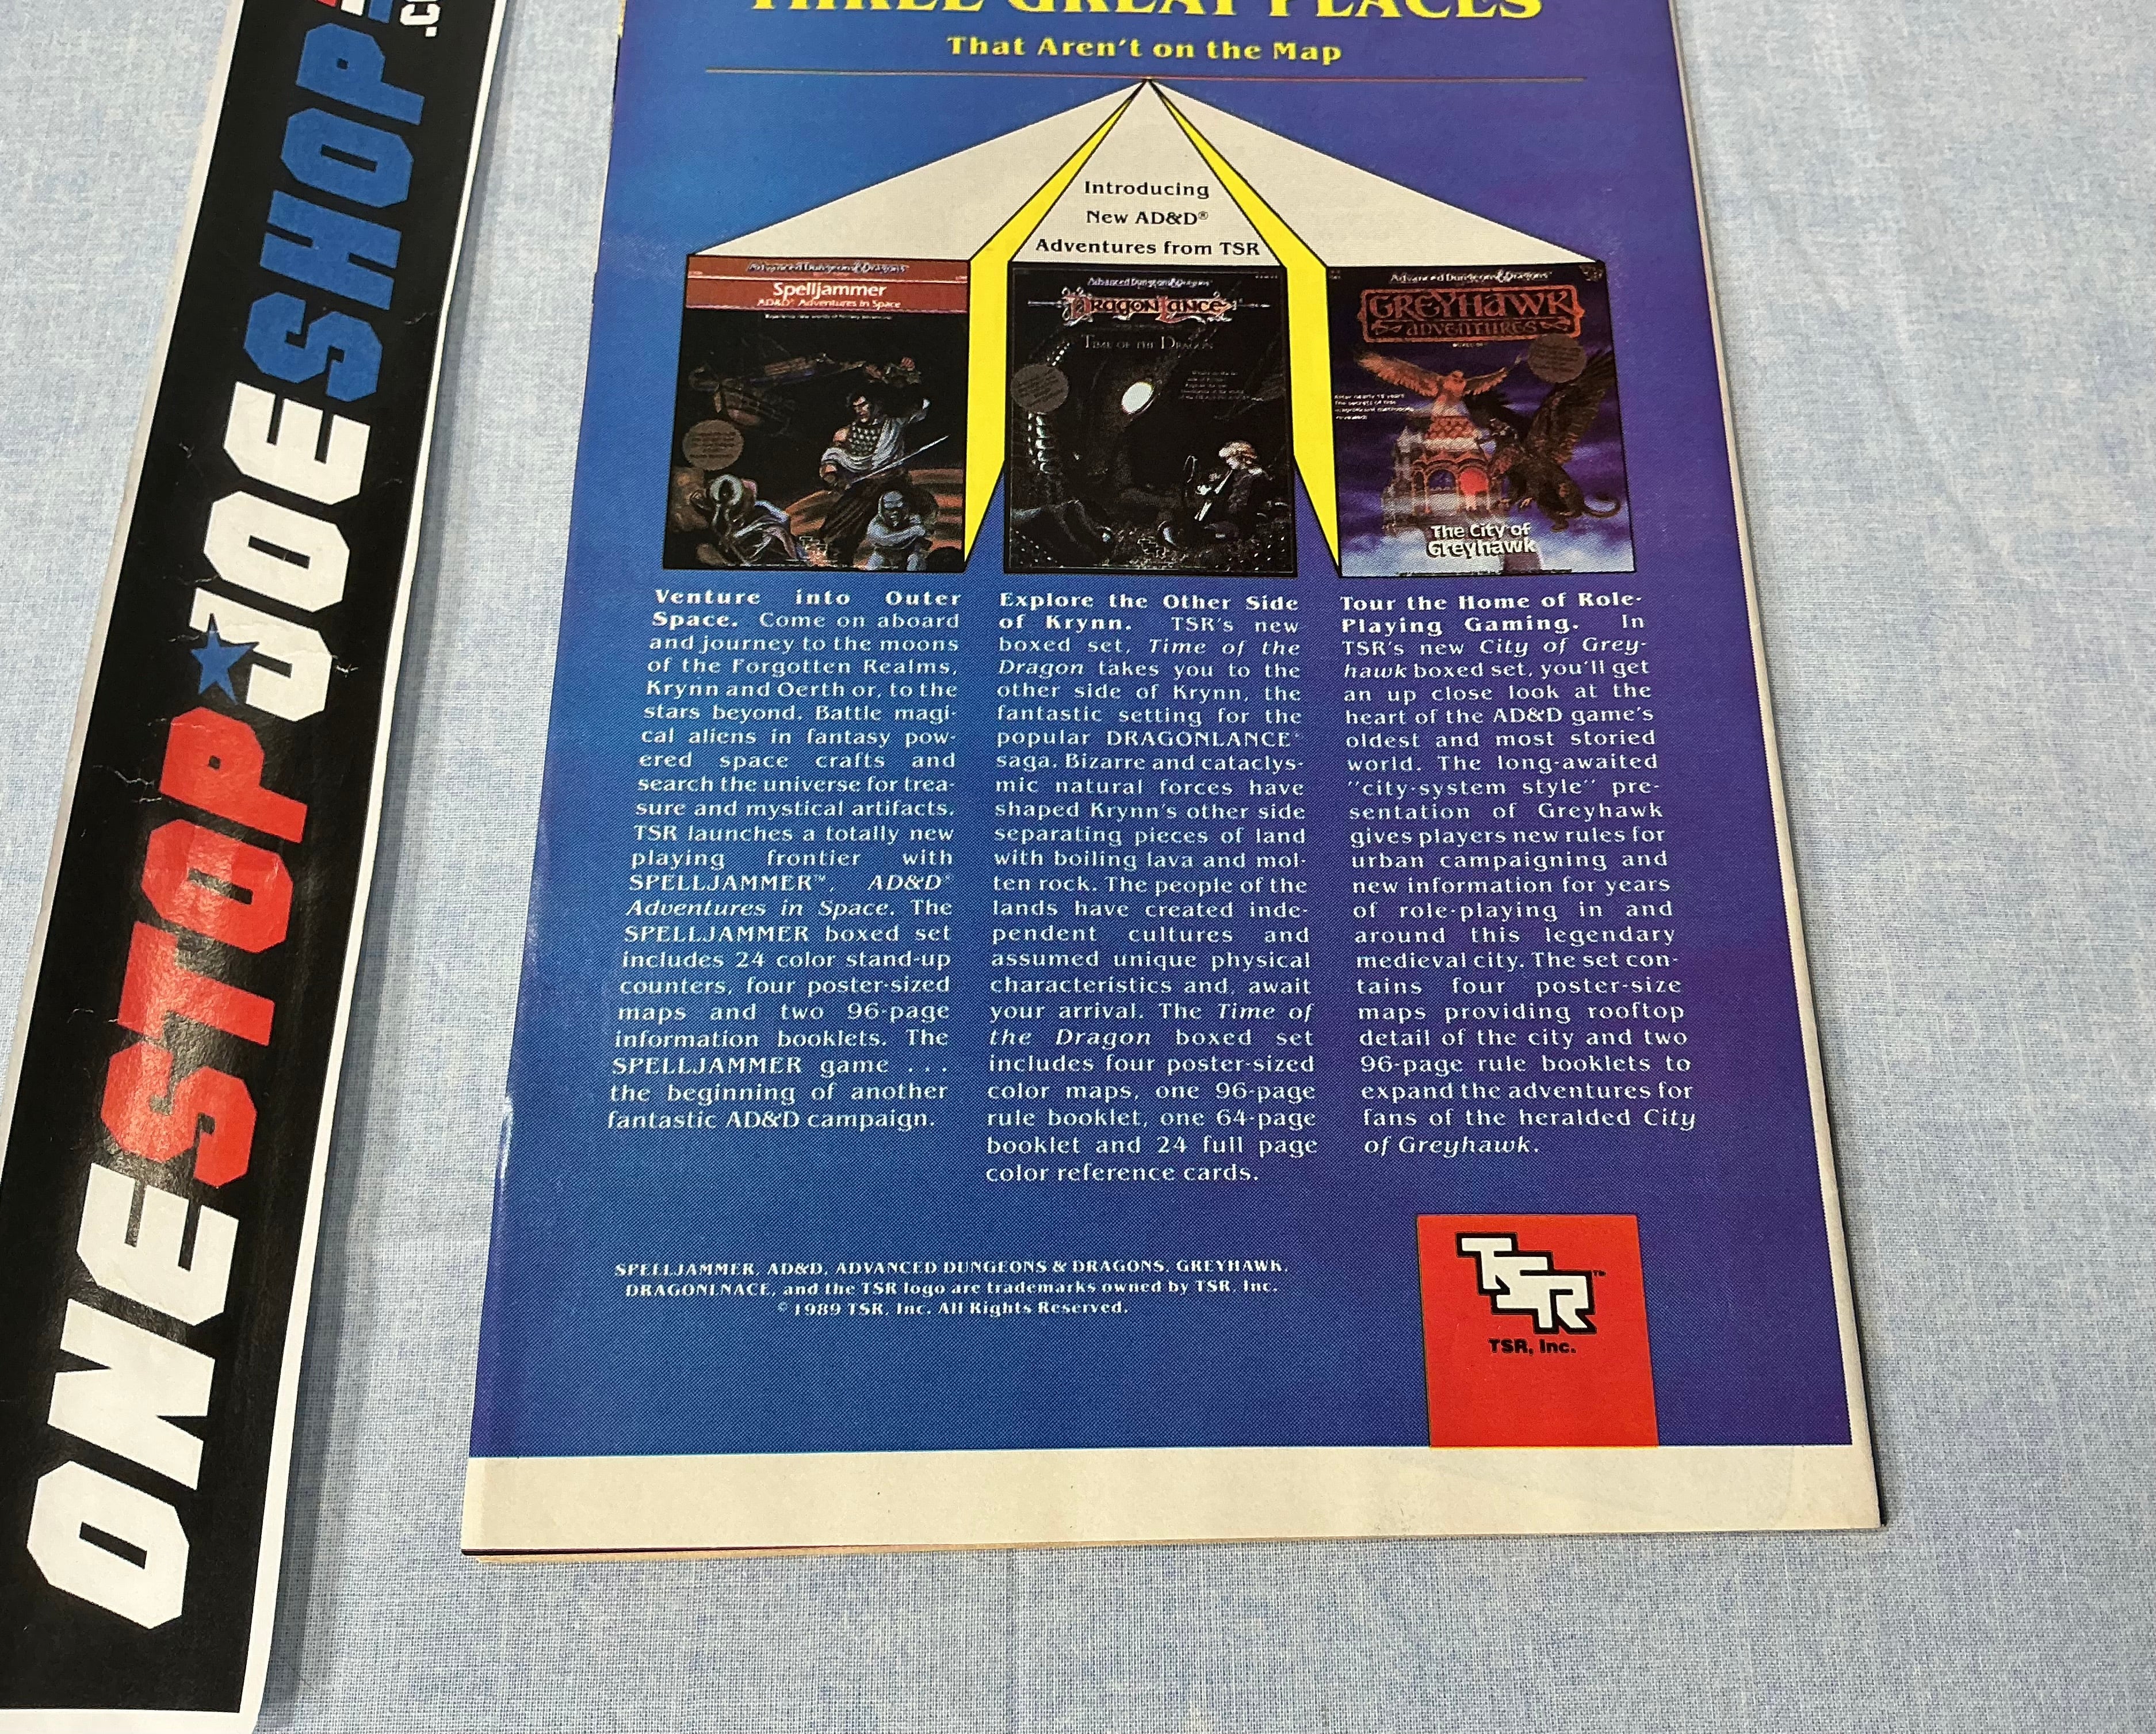 ONESTOPJOESHOP
THREE GREAT PLACES
That Aren't on the Map
Introducing
New AD&D®
Adventures from TSR
Advanced Dungeons & Dragons®
Spelljammer
AD&D® Adventures in Space
Advanced Dungeons & Dragons®
DRAGONLANCE
TIME OF THE DRAGON
Advanced Dungeons & Dragons®
GREYHAWK
ADVENTURES
The City of
Greyhawk
Venture into Outer
Space. Come on aboard
and journey to the moons
of the Forgotten Realms,
Krynn and Oerth or, to the
stars beyond. Battle magi-
cal aliens in fantasy pow-
ered space crafts and
search the universe for trea-
sure and mystical artifacts.
TSR launches a totally new
playing frontier with
SPELLJAMMER™, AD&D®
Adventures in Space. The
SPELLJAMMER boxed set
includes 24 color stand-up
counters, four poster-sized
maps and two 96-page
information booklets. The
SPELLJAMMER game . . .
the beginning of another
fantastic AD&D campaign.
Explore the Other Side
of Krynn. TSR's new
boxed set, Time of the
Dragon takes you to the
other side of Krynn, the
fantastic setting for the
popular DRAGONLANCE®
saga. Bizarre and cataclys-
mic natural forces have
shaped Krynn's other side
separating pieces of land
with boiling lava and mol-
ten rock. The people of the
lands have created inde-
pendent cultures and
assumed unique physical
characteristics and, await
your arrival. The Time of
the Dragon boxed set
includes four poster-sized
color maps, one 96-page
rule booklet, one 64-page
booklet and 24 full page
color reference cards.
Tour the Home of Role-
Playing Gaming. In
TSR's new City of Grey-
hawk boxed set, you'll get
an up close look at the
heart of the AD&D game's
oldest and most storied
world. The long-awaited
"city-system style" pre-
sentation of Greyhawk
gives players new rules for
urban campaigning and
new information for years
of role-playing in and
around this legendary
medieval city. The set con-
tains four poster-size
maps providing rooftop
detail of the city and two
96-page rule booklets to
expand the adventures for
fans of the heralded City
of Greyhawk.
SPELLJAMMER, AD&D, ADVANCED DUNGEONS & DRAGONS, GREYHAWK,
DRAGONLNACE, and the TSR logo are trademarks owned by TSR, Inc.
© 1989 TSR, Inc. All Rights Reserved.
TSR™
TSR, Inc.